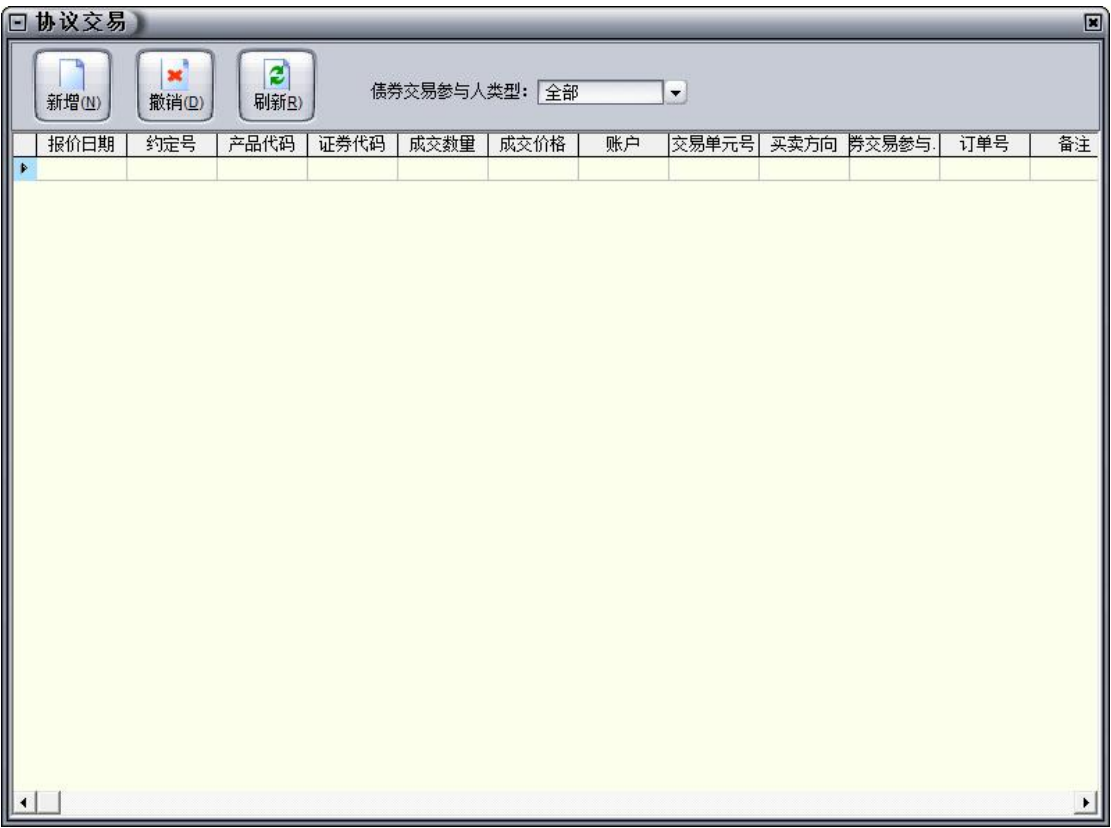 协议交易
新增(N) 撤销(D) 刷新R) 债券交易参与人类型: 全部
报价日期 约定号 产品代码 证券代码 成交数量 成交价格 账户 交易单元号 买卖方向 券交易参与. 订单号 备注